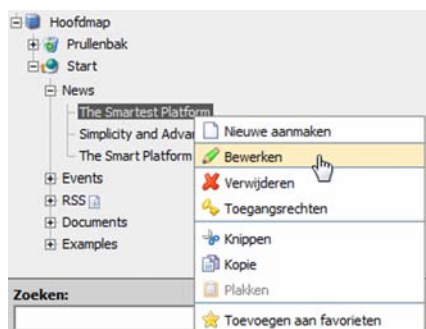 Hoofdmap
Prullenbak
Start
News
The Smartest Platform
Simplicity and Adva
The Smart Platform
Events
RSS
Documents
Examples
Nieuwe aanmaken
Bewerken
Verwijderen
Toegangsrechten
Knippen
Kopie
Plakken
Toevoegen aan favorieten
Zoeken: